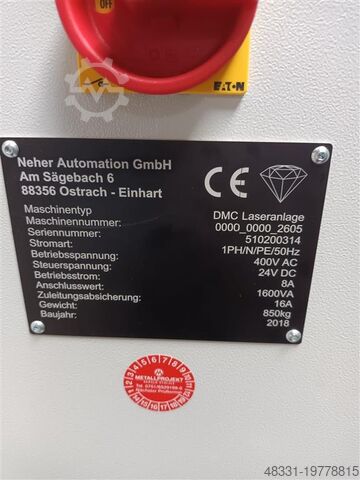 OFF
EATON
Neher Automation GmbH
Am Sägebach 6
88356 Ostrach - Einhart
CE
Maschinentyp DMC Laseranlage
Maschinennummer: 0000_0000_2605
Seriennummer: 510200314
Stromart: 1PH/N/PE/50Hz
Betriebsspannung: 400V AC
Steuerspannung: 24V DC
Betriebsstrom: 8A
Anschlusswert: 1600VA
Zuleitungsabsicherung: 16A
Gewicht: 850kg
Baujahr: 2018
METALLPROJEKT
Nächster Prüftermin
48331-19778815